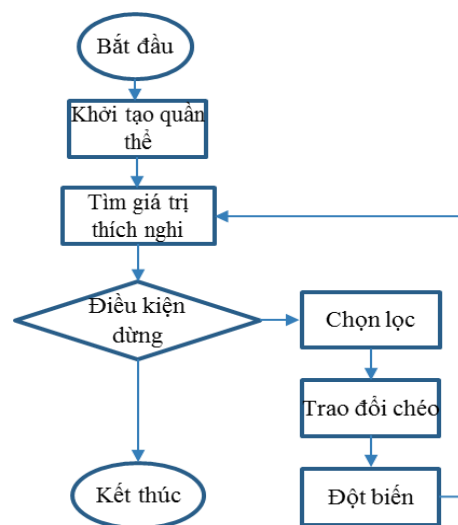 Bắt đầu
Khởi tạo quần
thể
Tìm giá trị
thích nghi
Điều kiện
dừng
Chọn lọc
Trao đổi chéo
Đột biến
Kết thúc